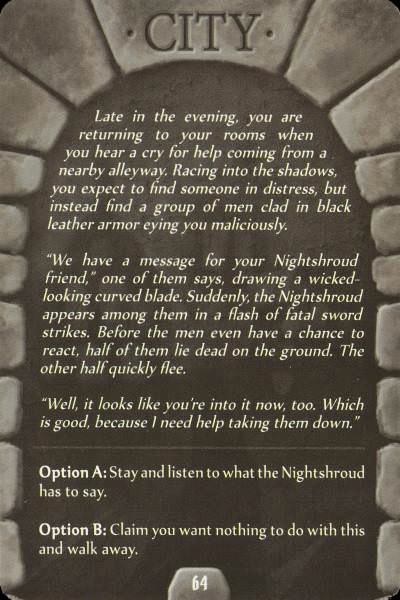 · CITY ·
Late in the evening, you are
returning to your rooms when
you hear a cry for help coming from a
nearby alleyway. Racing into the shadows,
you expect to find someone in distress, but
instead find a group of men clad in black
leather armor eying you maliciously.
“We have a message for your Nightshroud
friend,” one of them says, drawing a wicked-
looking curved blade. Suddenly, the Nightshroud
appears among them in a flash of fatal sword
strikes. Before the men even have a chance to
react, half of them lie dead on the ground. The
other half quickly flee.
“Well, it looks like you’re into it now, too. Which
is good, because I need help taking them down.”
Option A: Stay and listen to what the Nightshroud
has to say.
Option B: Claim you want nothing to do with this
and walk away.
64